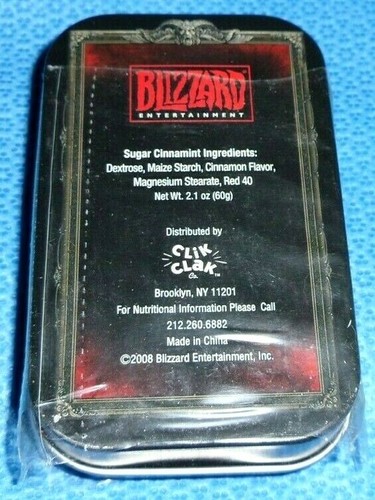 BLIZZARD
ENTERTAINMENT
Sugar Cinnamint Ingredients:
Dextrose, Maize Starch, Cinnamon Flavor,
Magnesium Stearate, Red 40
Net Wt. 2.1 oz (60g)
Distributed by
CLiK
CLaK™
Co.
Brooklyn, NY 11201
For Nutritional Information Please Call
212.260.6882
Made in China
©2008 Blizzard Entertainment, Inc.